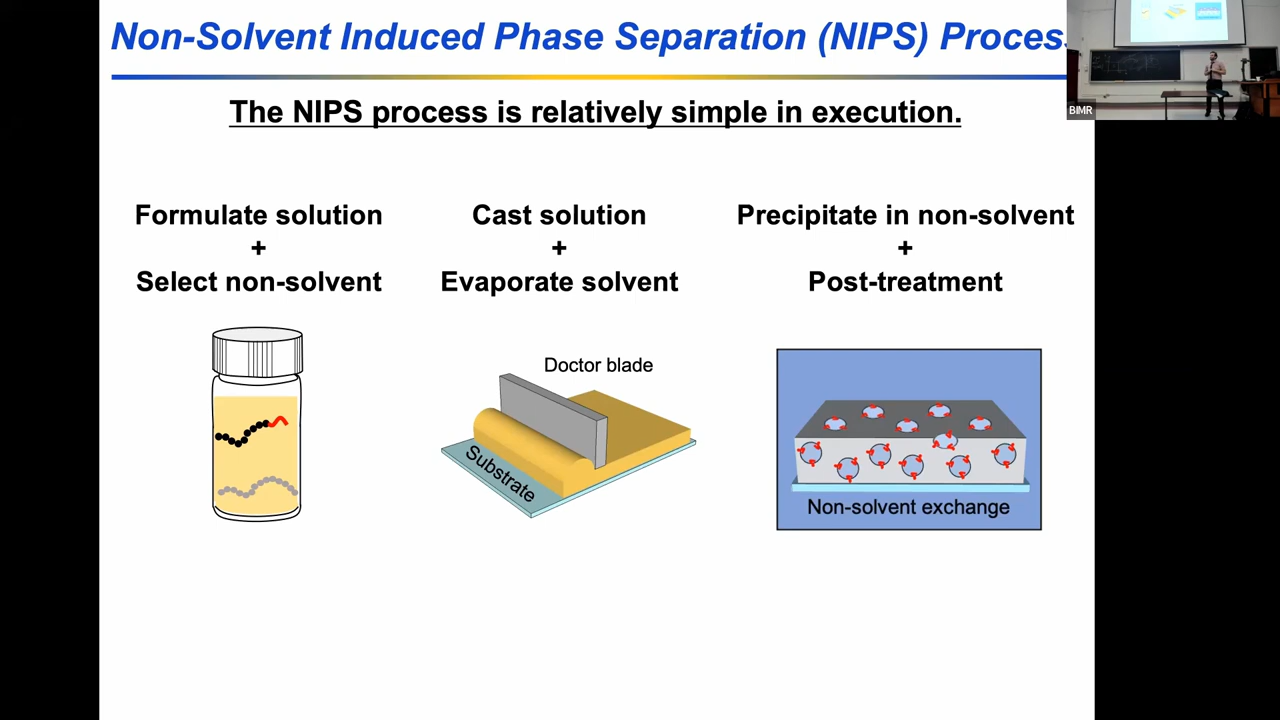 Non-Solvent Induced Phase Separation (NIPS) Proces
BIMR
The NIPS process is relatively simple in execution.
Formulate solution
+
Select non-solvent
Cast solution
+
Evaporate solvent
Precipitate in non-solvent
+
Post-treatment
Doctor blade
Substrate
Non-solvent exchange